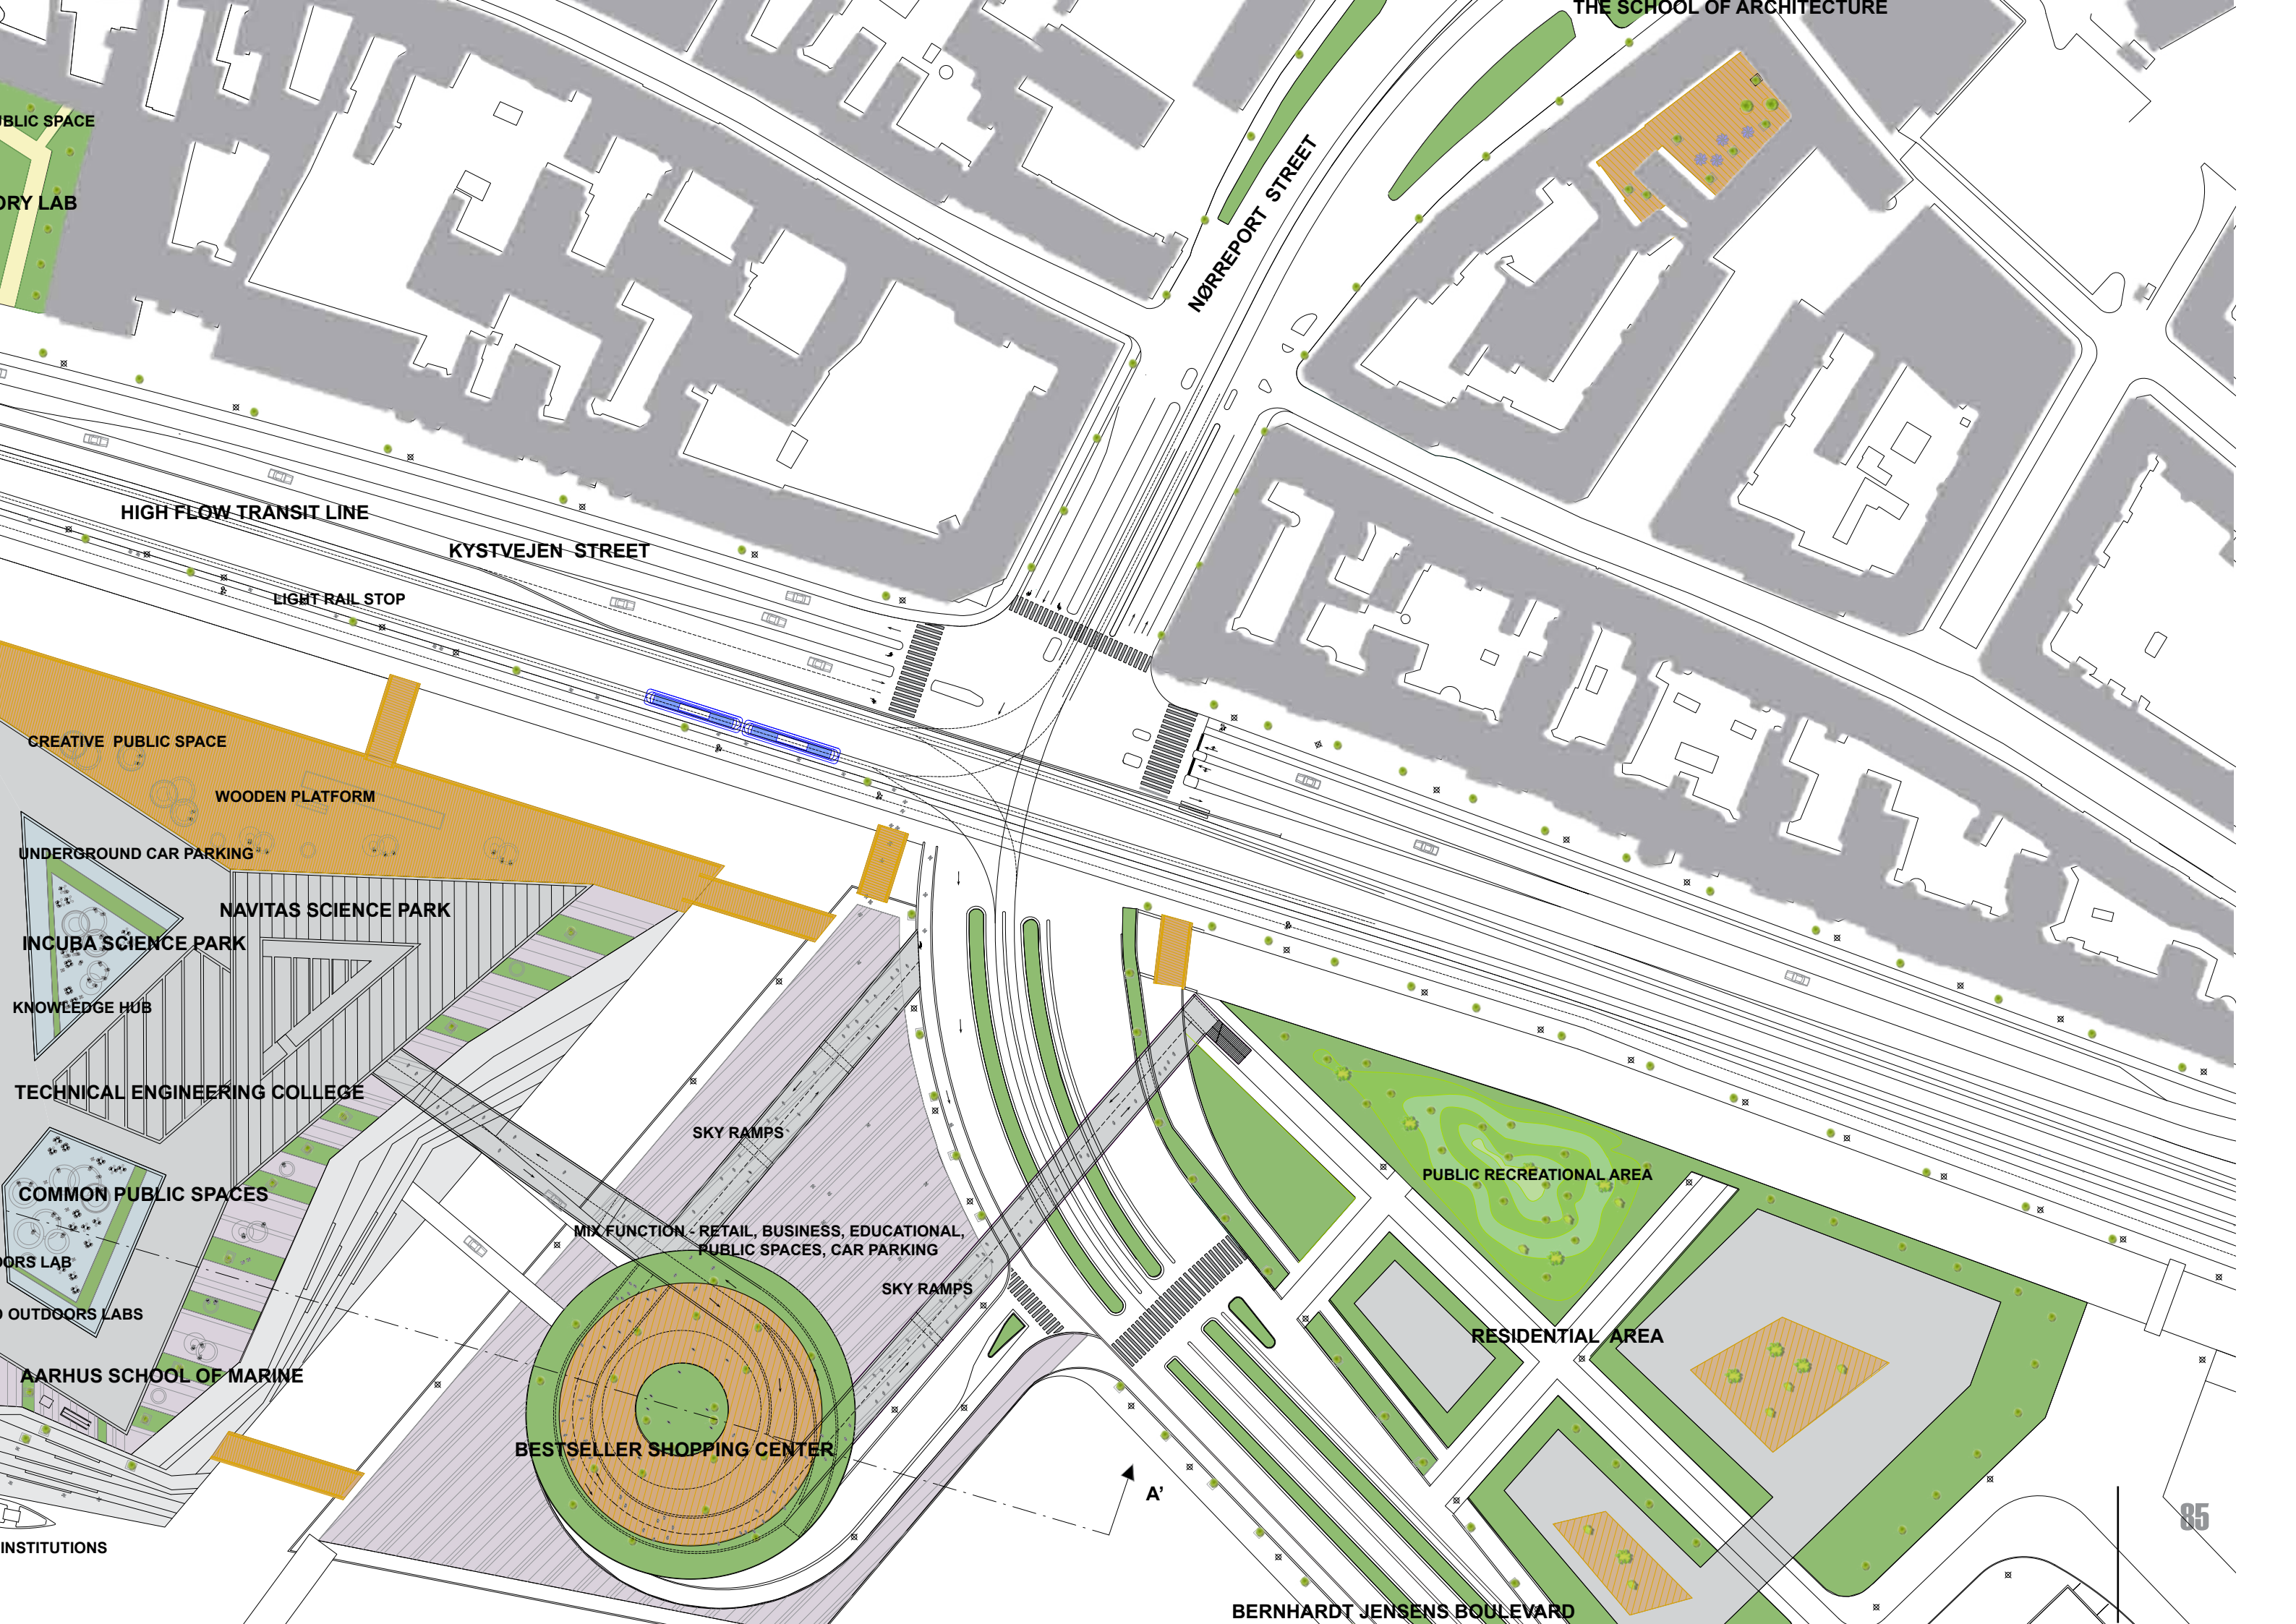 THE SCHOOL OF ARCHITECTURE
UBLIC SPACE
ORY LAB
NØRREPORT STREET
HIGH FLOW TRANSIT LINE
KYSTVEJEN STREET
LIGHT RAIL STOP
CREATIVE PUBLIC SPACE
WOODEN PLATFORM
UNDERGROUND CAR PARKING
NAVITAS SCIENCE PARK
INCUBA SCIENCE PARK
KNOWLEDGE HUB
TECHNICAL ENGINEERING COLLEGE
SKY RAMPS
PUBLIC RECREATIONAL AREA
COMMON PUBLIC SPACES
MIX FUNCTION - RETAIL, BUSINESS, EDUCATIONAL,
PUBLIC SPACES, CAR PARKING
OORS LAB
SKY RAMPS
D OUTDOORS LABS
RESIDENTIAL AREA
AARHUS SCHOOL OF MARINE
BESTSELLER SHOPPING CENTER
A'
85
INSTITUTIONS
BERNHARDT JENSENS BOULEVARD